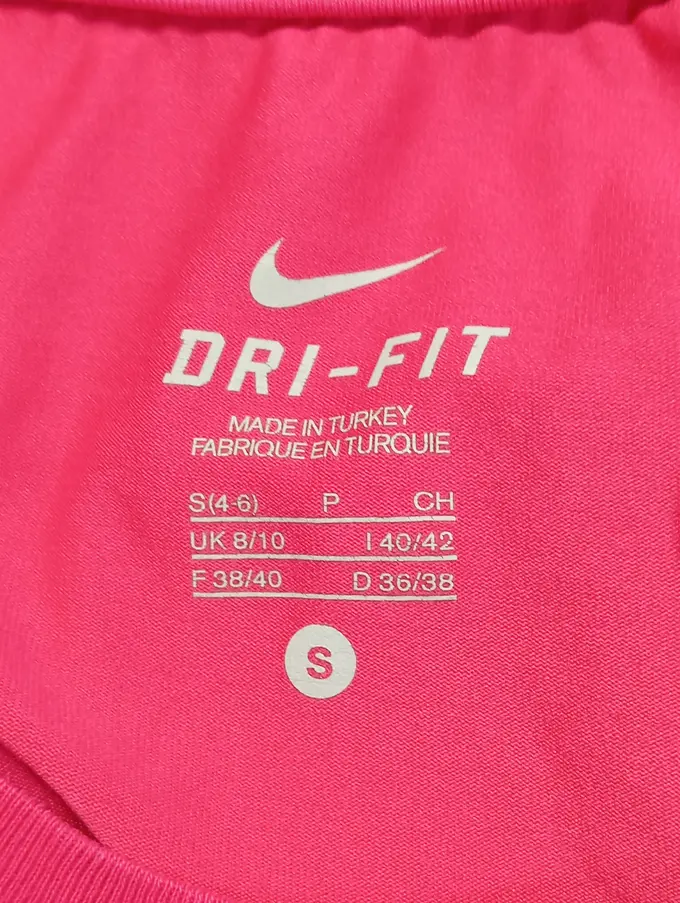 DRI-FIT
MADE IN TURKEY
FABRIQUE EN TURQUIE
S(4-6) P CH
UK 8/10 I 40/42
F 38/40 D 36/38
S